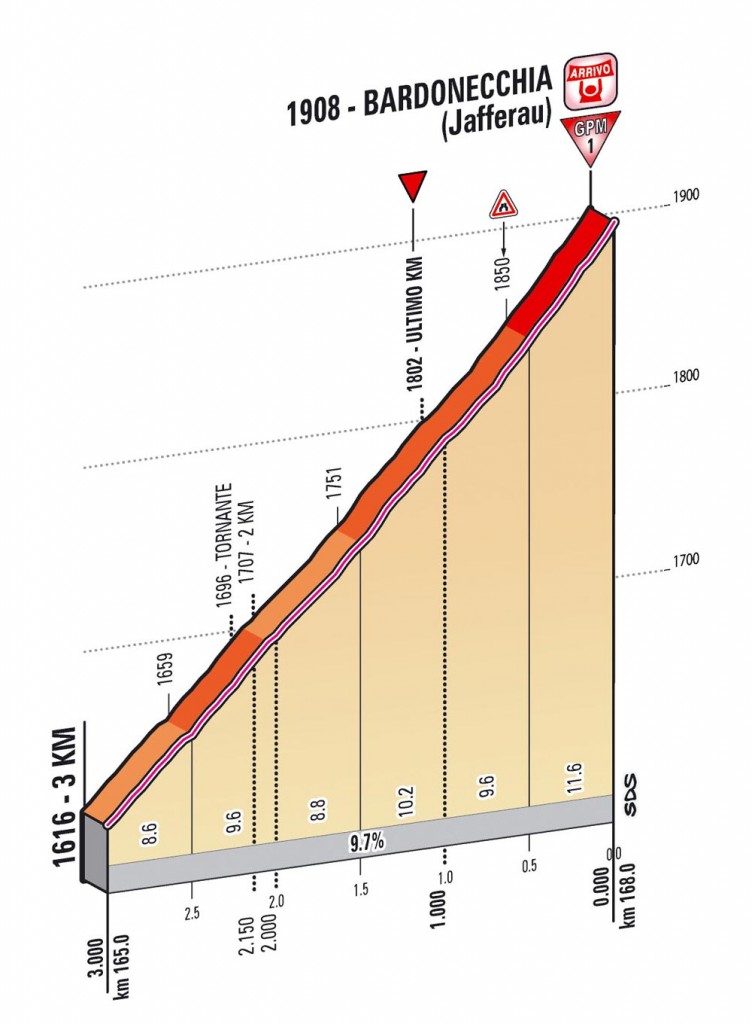 1908 - BARDONECCHIA
(Jafferau)
ARRIVO
GPM
1
1900
1850
1802 - ULTIMO KM
1800
1751
1707 - 2 KM
1696 - TORNANTE
1700
1659
1616 - 3 KM
8.6
9.6
8.8
10.2
9.6
11.6
9.7%
SDS
2.5
2.0
1.5
1.0
0.5
0.0
3.000
km 165.0
2.150
2.000
1.000
0.000
km 168.0